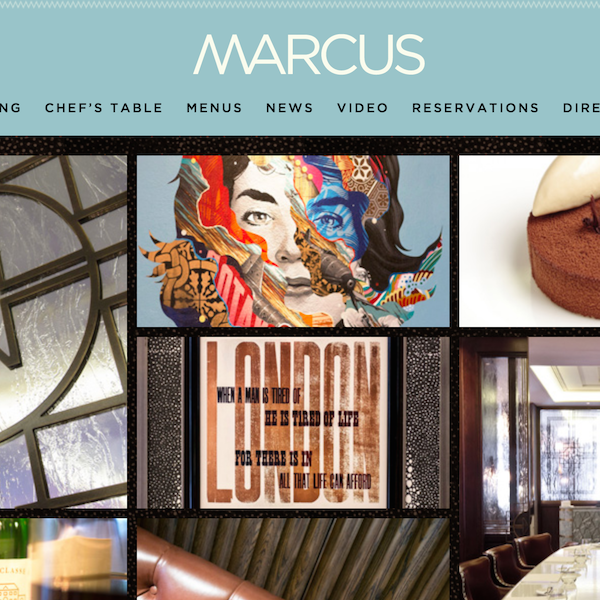 MARCUS
NG CHEF'S TABLE MENUS NEWS VIDEO RESERVATIONS DIRE
LONDON
WHEN A MAN IS TIRED OF
HE IS TIRED OF LIFE
FOR THERE IS IN
ALL THAT LIFE CAN AFFORD